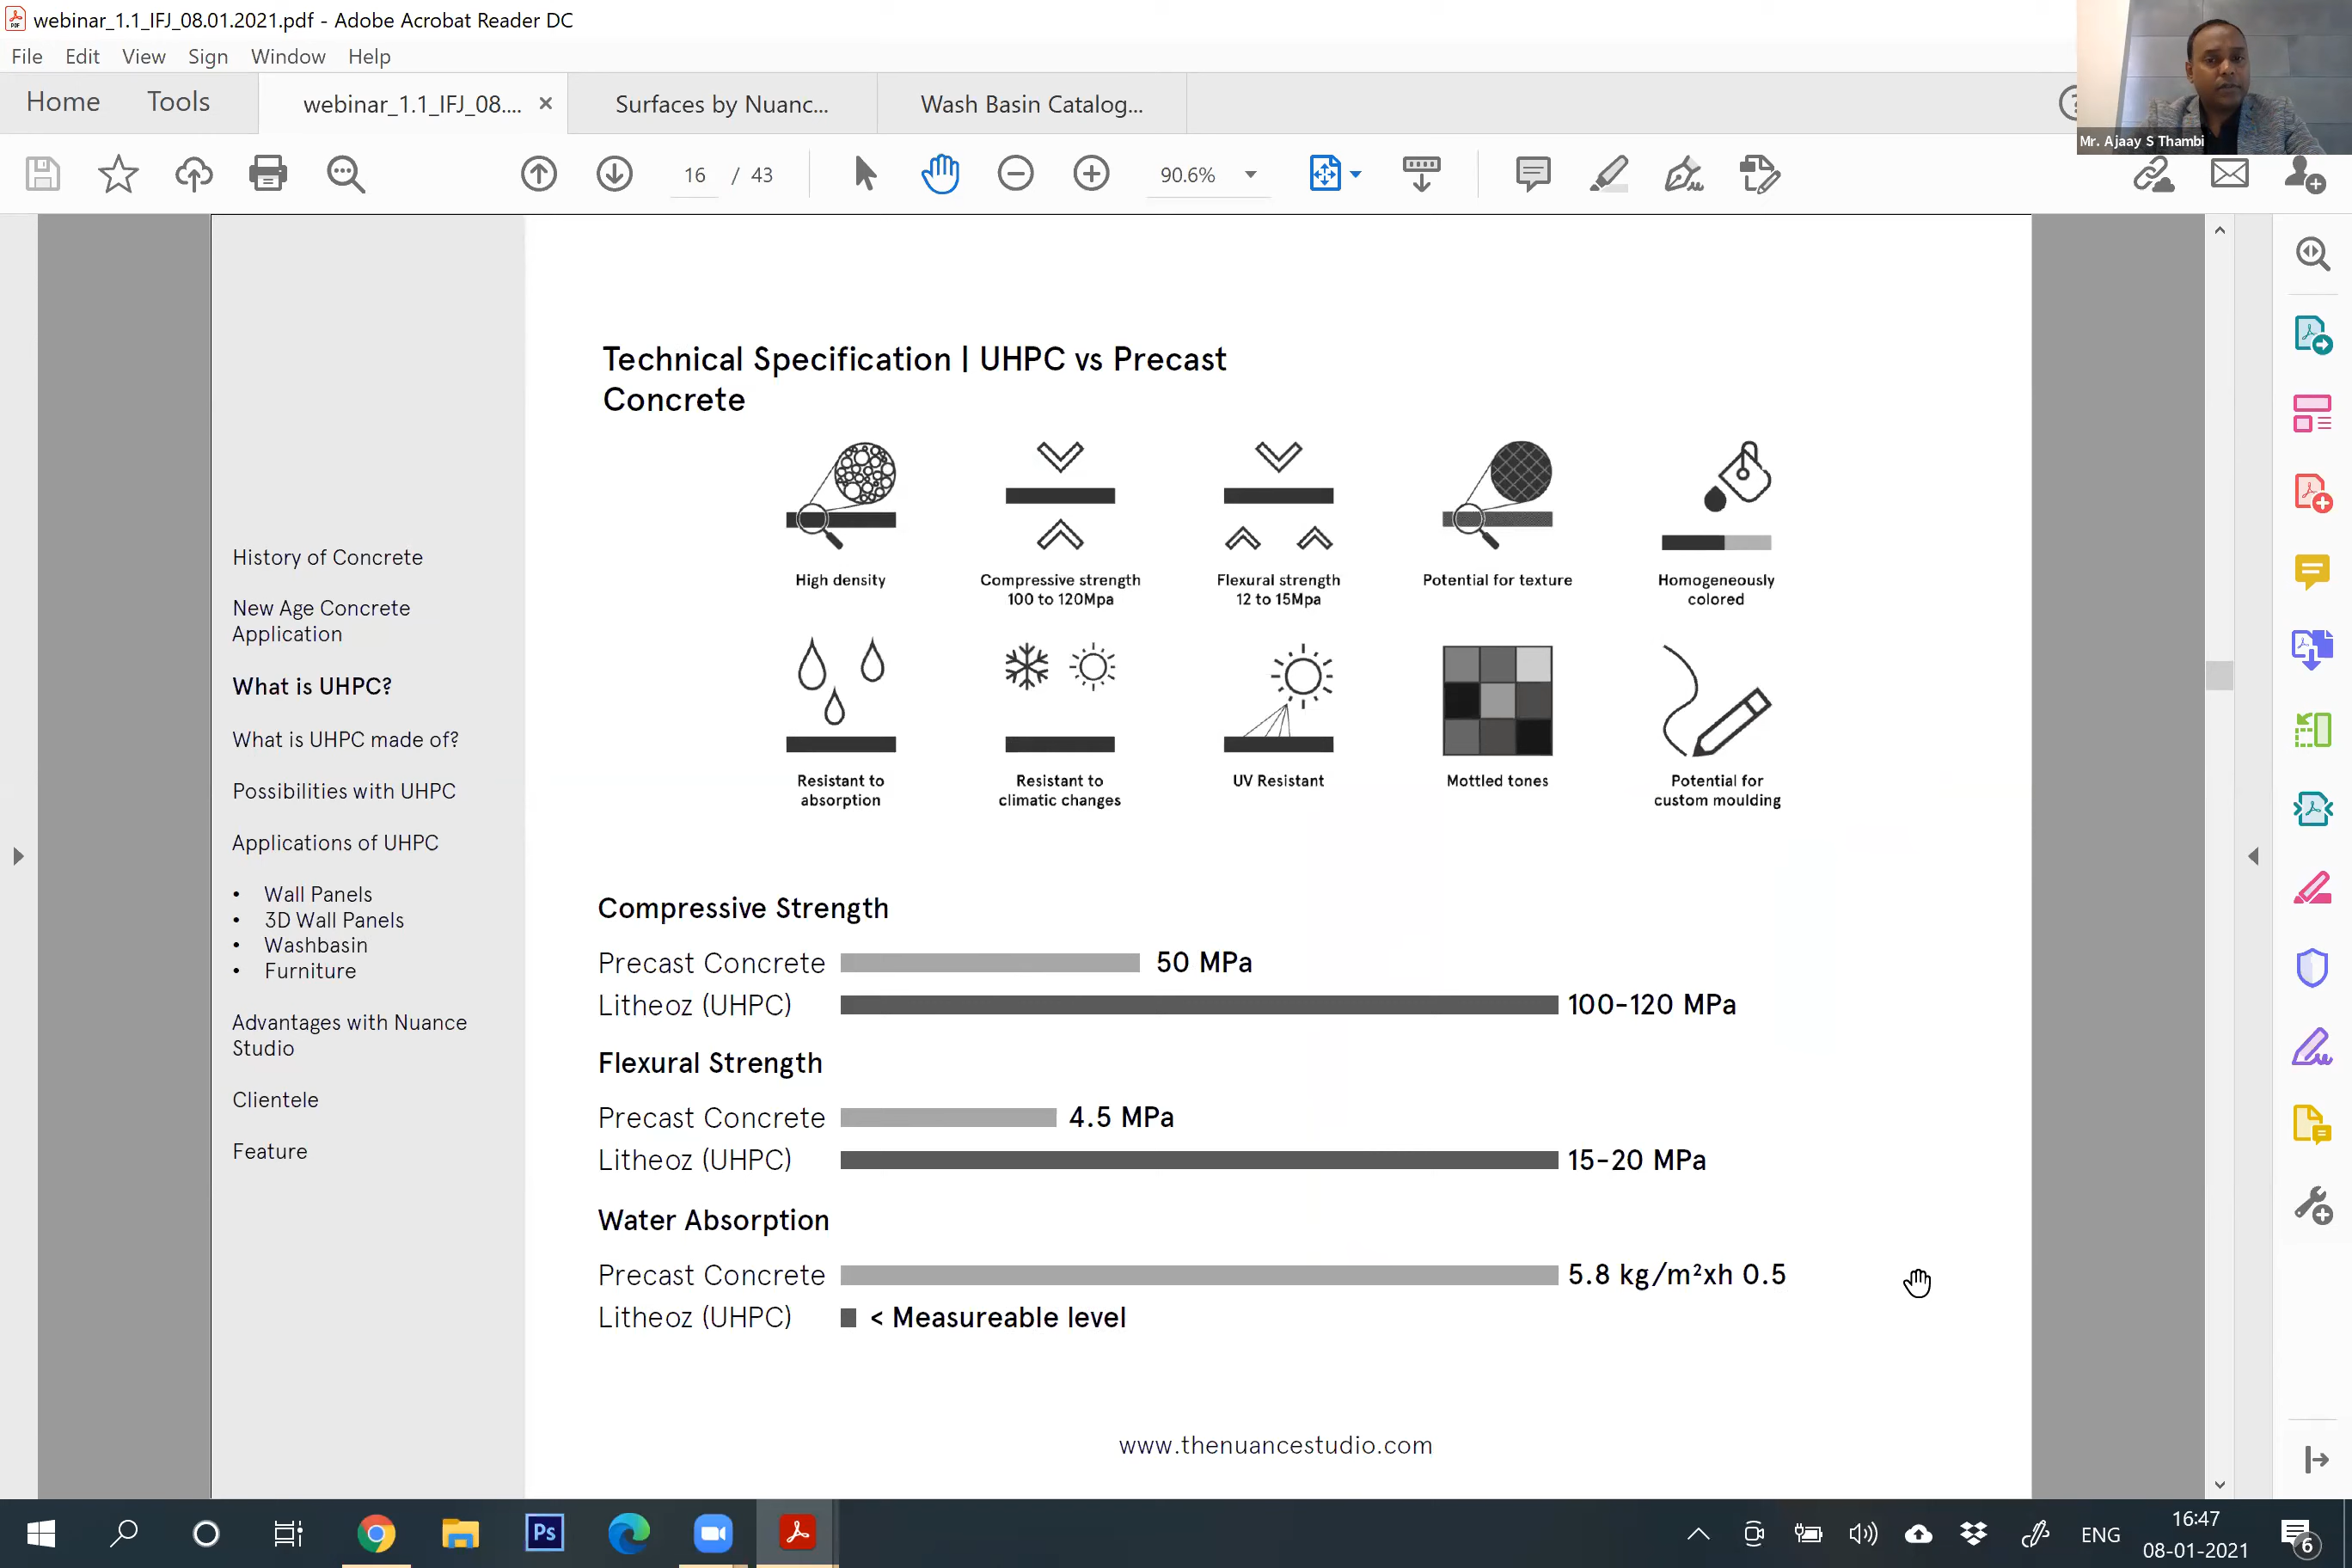 webinar_1.1_IFJ_08.01.2021.pdf - Adobe Acrobat Reader DC
File Edit View Sign Window Help
Home Tools webinar_1.1_IFJ_08.... Surfaces by Nuanc... Wash Basin Catalog...
Mr. Ajaay S Thambi
16 / 43 90.6%
Technical Specification | UHPC vs Precast
Concrete
High density
Compressive strength
100 to 120Mpa
Flexural strength
12 to 15Mpa
Potential for texture
Homogeneously
colored
Resistant to
absorption
Resistant to
climatic changes
UV Resistant
Mottled tones
Potential for
custom moulding
History of Concrete
New Age Concrete
Application
What is UHPC?
What is UHPC made of?
Possibilities with UHPC
Applications of UHPC
• Wall Panels
• 3D Wall Panels
• Washbasin
• Furniture
Advantages with Nuance
Studio
Clientele
Feature
Compressive Strength
Precast Concrete 50 MPa
Litheoz (UHPC) 100-120 MPa
Flexural Strength
Precast Concrete 4.5 MPa
Litheoz (UHPC) 15-20 MPa
Water Absorption
Precast Concrete 5.8 kg/m²xh 0.5
Litheoz (UHPC) < Measureable level
www.thenuancestudio.com
Ps
ENG
16:47
08-01-2021
6